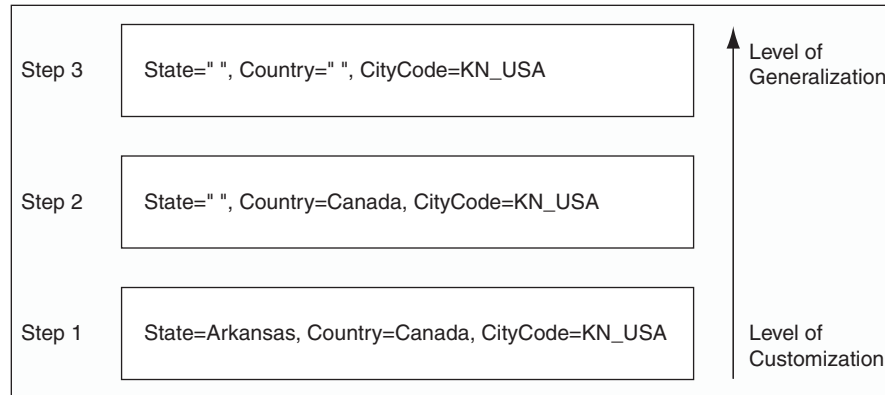 Step 3
State=" ", Country=" ", CityCode=KN_USA
Level of
Generalization
Step 2
State=" ", Country=Canada, CityCode=KN_USA
Step 1
State=Arkansas, Country=Canada, CityCode=KN_USA
Level of
Customization